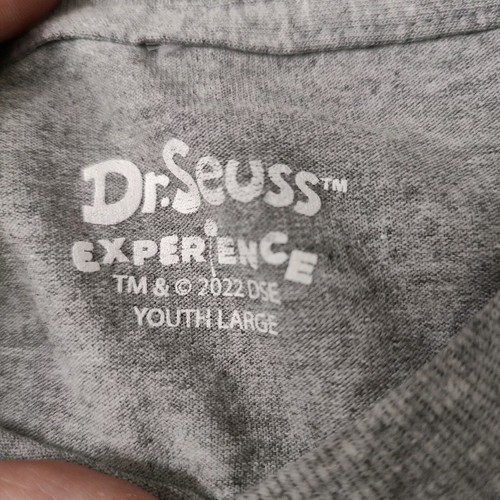 Dr. Seuss™
EXPERIENCE
TM & © 2022 DSE
YOUTH LARGE